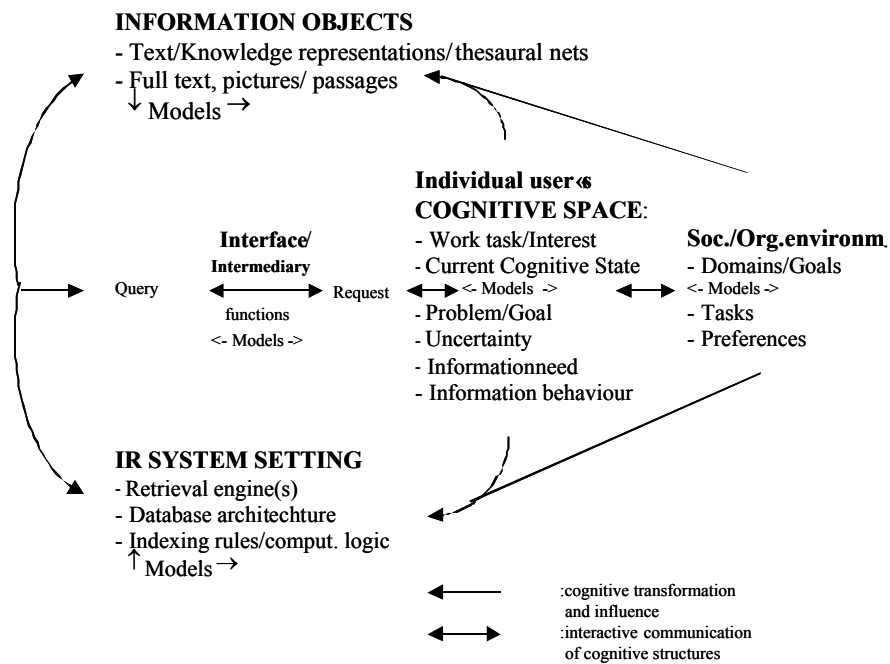 INFORMATION OBJECTS
- Text/Knowledge representations/thesaural nets
- Full text, pictures/ passages
↓ Models →
Individual user‹s
COGNITIVE SPACE:
- Work task/Interest
- Current Cognitive State
<- Models ->
- Problem/Goal
- Uncertainty
- Informationneed
- Information behaviour
Interface/
Intermediary
functions
<- Models ->
Query
Request
Soc./Org.environm.
- Domains/Goals
<- Models ->
- Tasks
- Preferences
IR SYSTEM SETTING
- Retrieval engine(s)
- Database architechture
- Indexing rules/comput. logic
↑ Models →
:cognitive transformation
and influence
:interactive communication
of cognitive structures